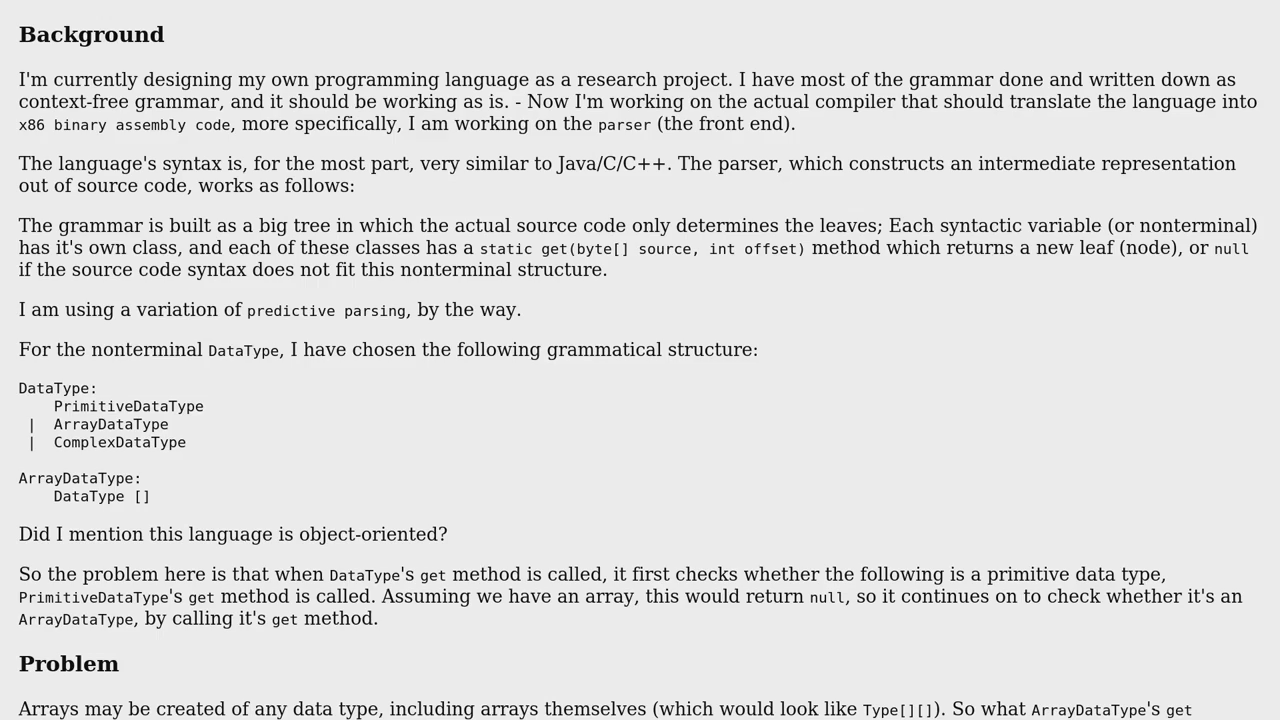 Background
I'm currently designing my own programming language as a research project. I have most of the grammar done and written down as
context-free grammar, and it should be working as is. - Now I'm working on the actual compiler that should translate the language into
x86 binary assembly code, more specifically, I am working on the parser (the front end).
The language's syntax is, for the most part, very similar to Java/C/C++. The parser, which constructs an intermediate representation
out of source code, works as follows:
The grammar is built as a big tree in which the actual source code only determines the leaves; Each syntactic variable (or nonterminal)
has it's own class, and each of these classes has a static get(byte[] source, int offset) method which returns a new leaf (node), or null
if the source code syntax does not fit this nonterminal structure.
I am using a variation of predictive parsing, by the way.
For the nonterminal DataType, I have chosen the following grammatical structure:
DataType:
    PrimitiveDataType
 |  ArrayDataType
 |  ComplexDataType
ArrayDataType:
    DataType []
Did I mention this language is object-oriented?
So the problem here is that when DataType's get method is called, it first checks whether the following is a primitive data type,
PrimitiveDataType's get method is called. Assuming we have an array, this would return null, so it continues on to check whether it's an
ArrayDataType, by calling it's get method.
Problem
Arrays may be created of any data type, including arrays themselves (which would look like Type[][]). So what ArrayDataType's get